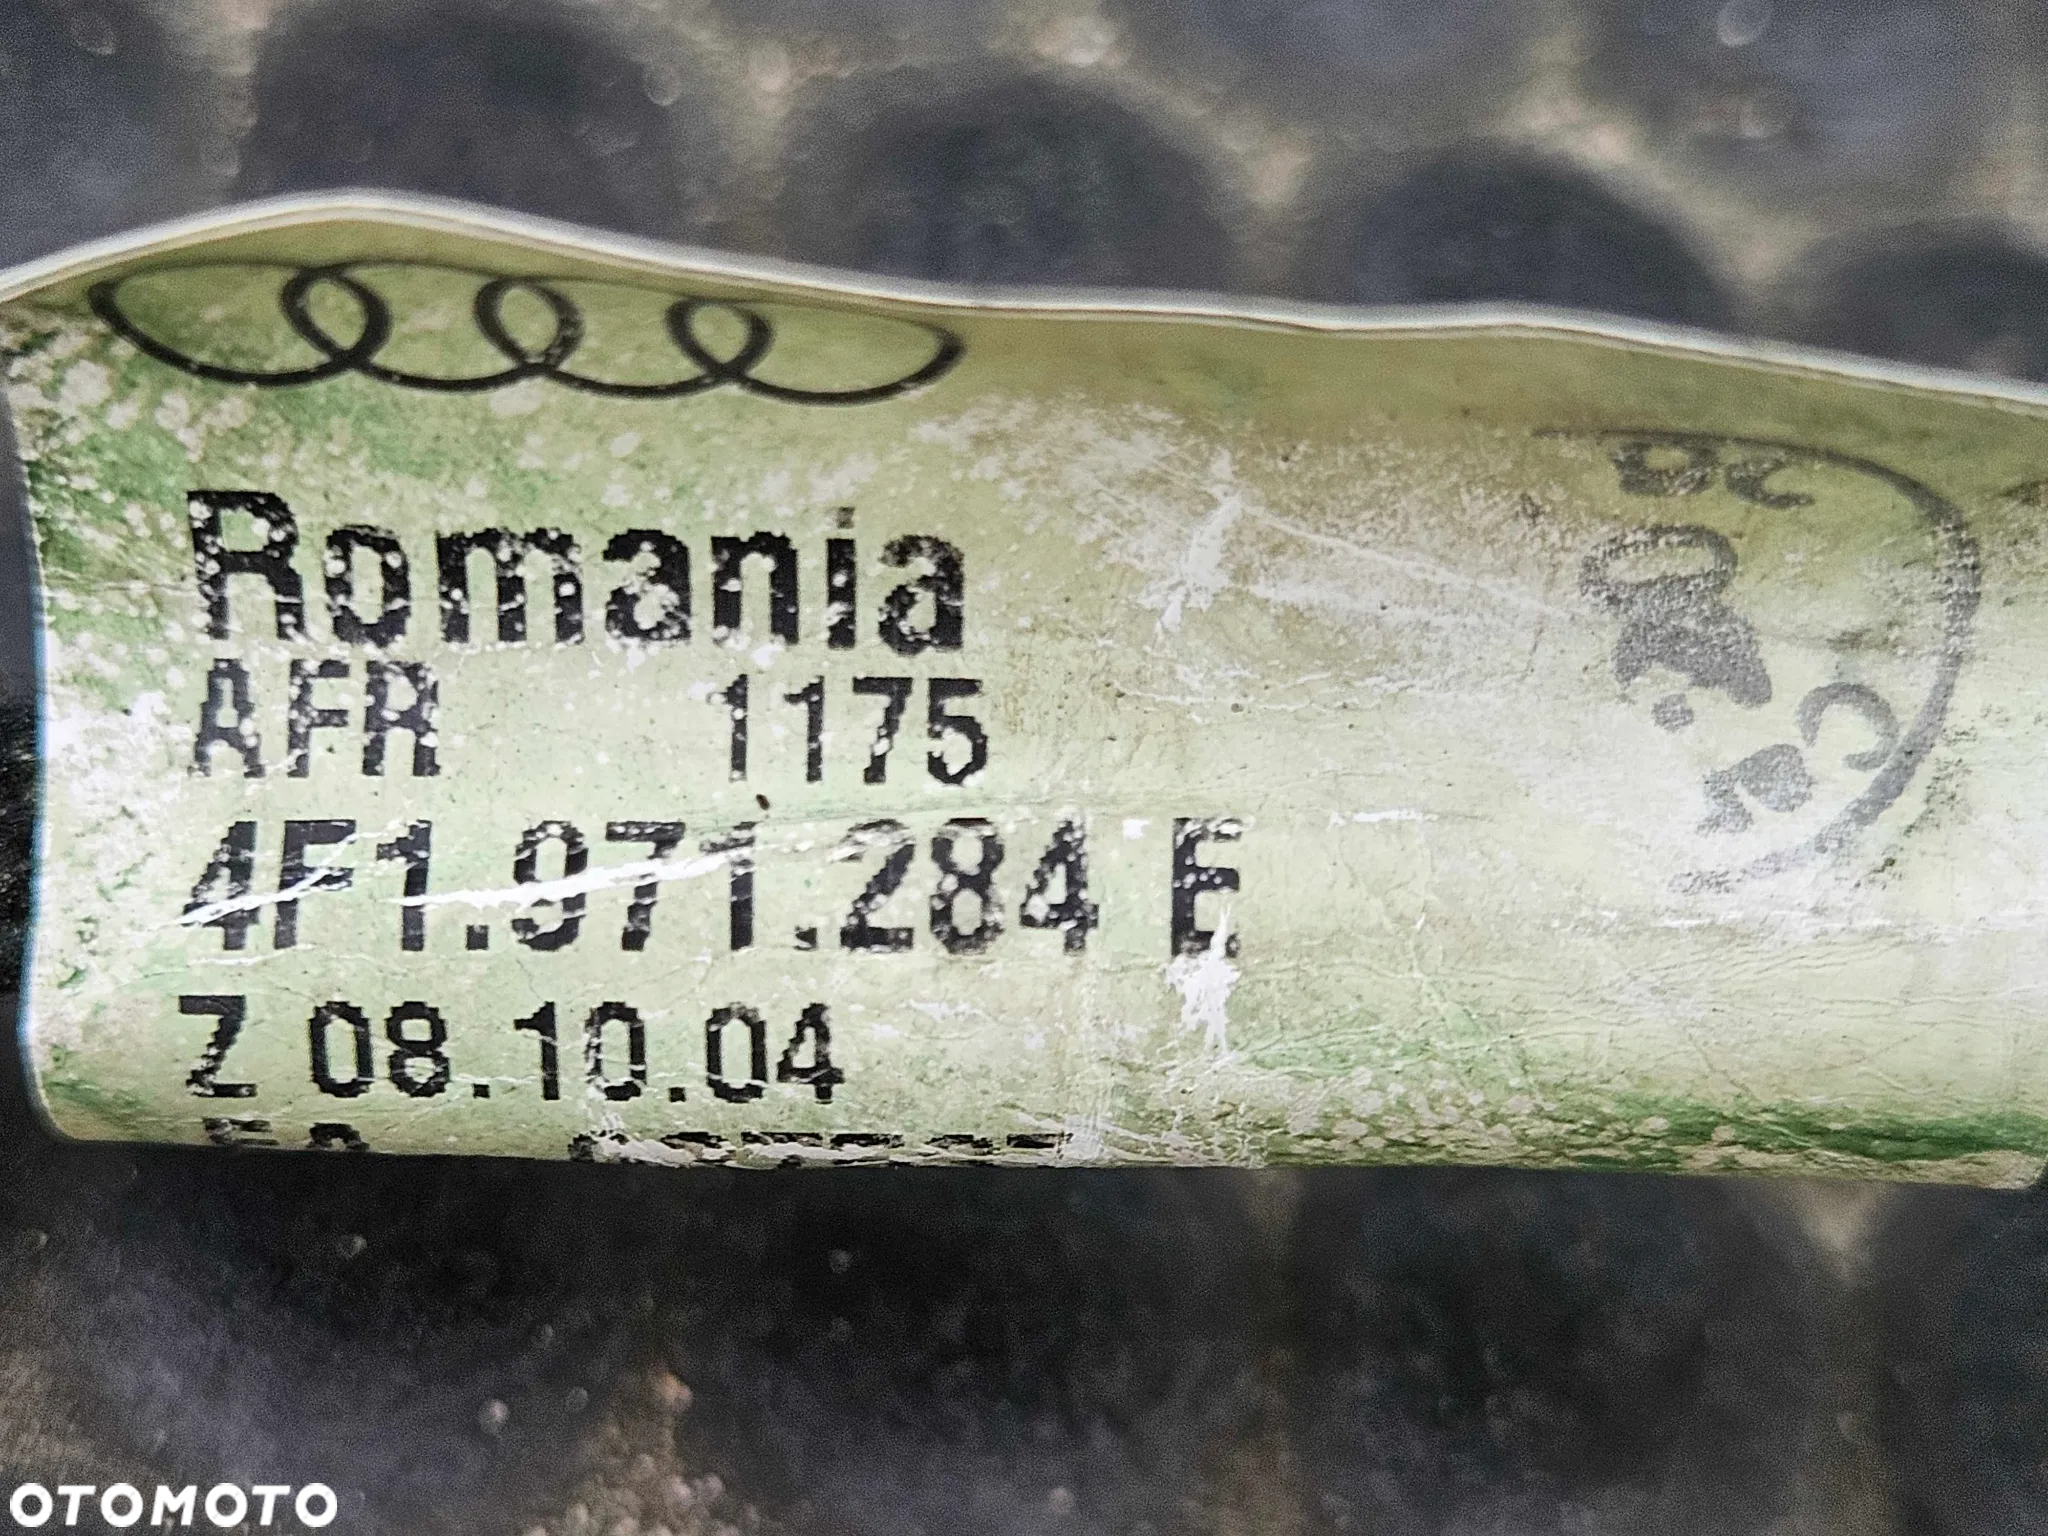 Romania
AFR 1175
4F1.971.284 E
Z 08.10.04
OTOMOTO